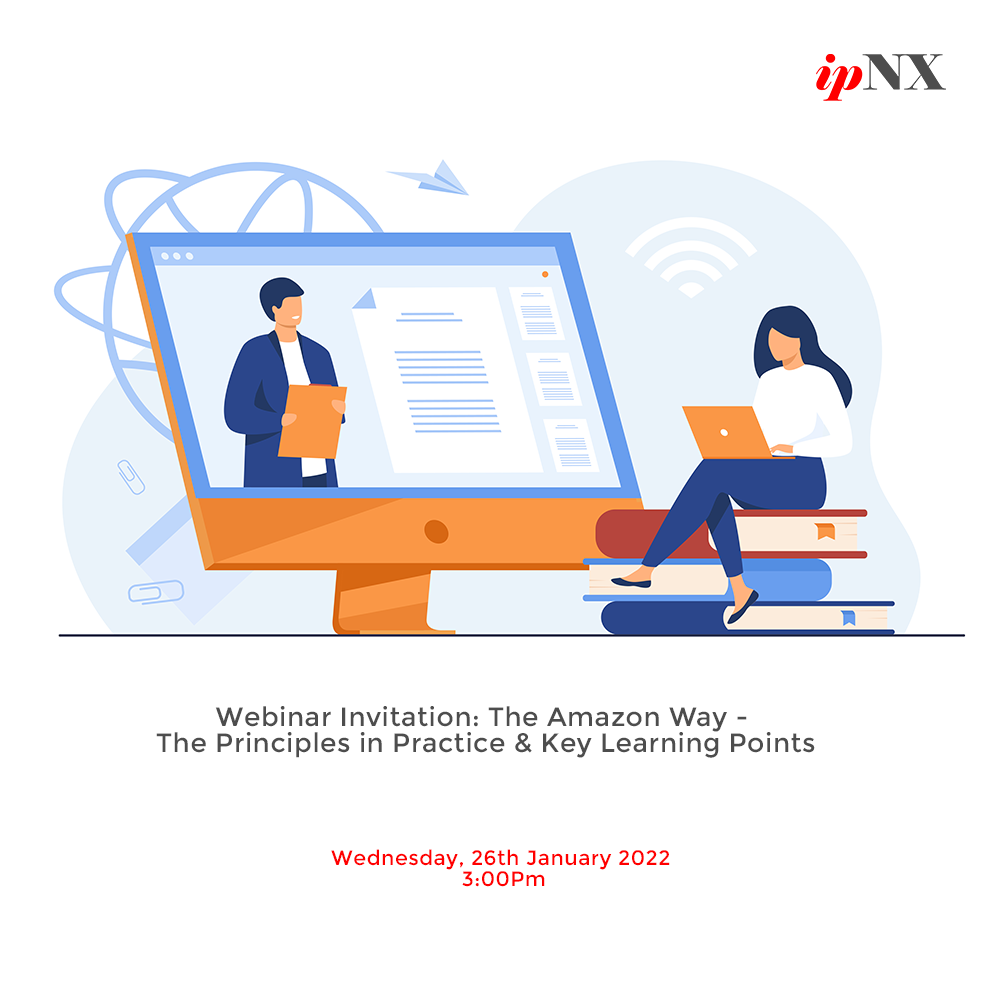 ipNX
Webinar Invitation: The Amazon Way -
The Principles in Practice & Key Learning Points
Wednesday, 26th January 2022
3:00Pm